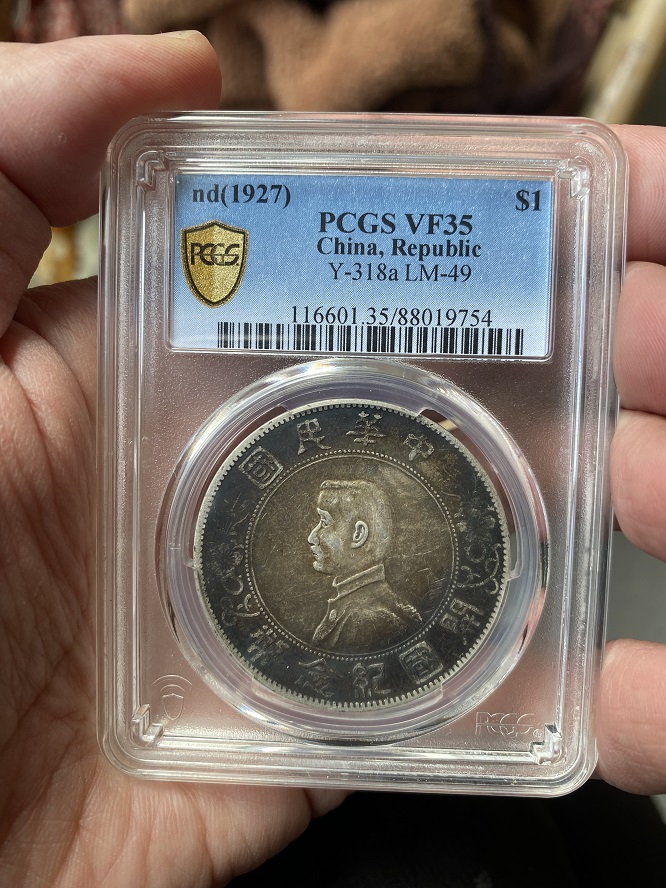 nd(1927) $1
PCGS VF35
China, Republic
Y-318a LM-49
116601.35/88019754
PCGS
中華民國
開國紀念幣
PCGS